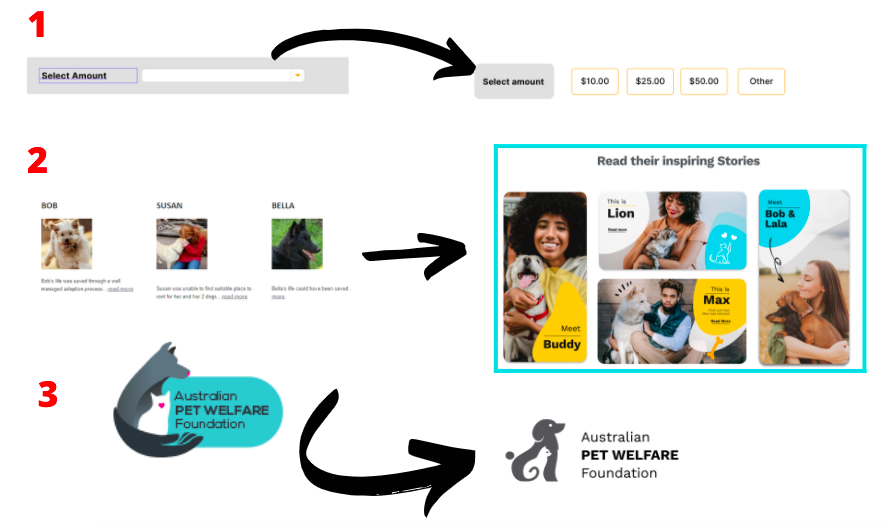 1
Select Amount
Select amount
$10.00
$25.00
$50.00
Other
2
BOB
SUSAN
BELLA
Bob's life was saved through a well
managed adoption process. . read more
Susan was unable to find suitable place to
rent for her and her 2 dogs. . read more
Bella's life could have been saved.
more
Read their inspiring Stories
Meet
Buddy
This is
Lion
Read more
This is
Max
Read More
Meet
Bob &
Lala
3
Australian
PET WELFARE
Foundation
Australian
PET WELFARE
Foundation